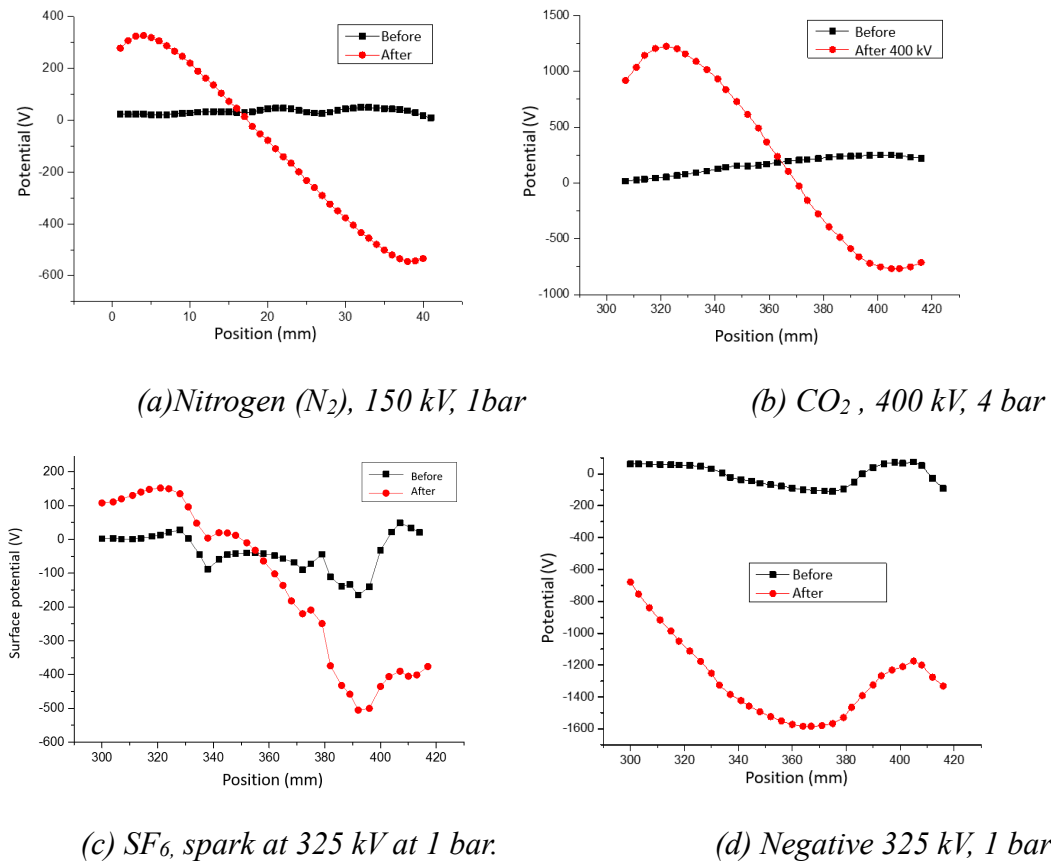 400
200
0
-200
-400
-600
Potential (V)
Before
After
0 10 20 30 40
Position (mm)
1000
500
0
-500
-1000
Potential (V)
Before
After 400 kV
300 320 340 360 380 400 420
Position (mm)
(a)Nitrogen (N2), 150 kV, 1bar
(b) CO2 , 400 kV, 4 bar
200
100
0
-100
-200
-300
-400
-500
-600
Surface potential (V)
Before
After
300 320 340 360 380 400 420
Position (mm)
0
-200
-400
-600
-800
-1000
-1200
-1400
-1600
Potential (V)
Before
After
300 320 340 360 380 400 420
Position (mm)
(c) SF6, spark at 325 kV at 1 bar.
(d) Negative 325 kV, 1 bar